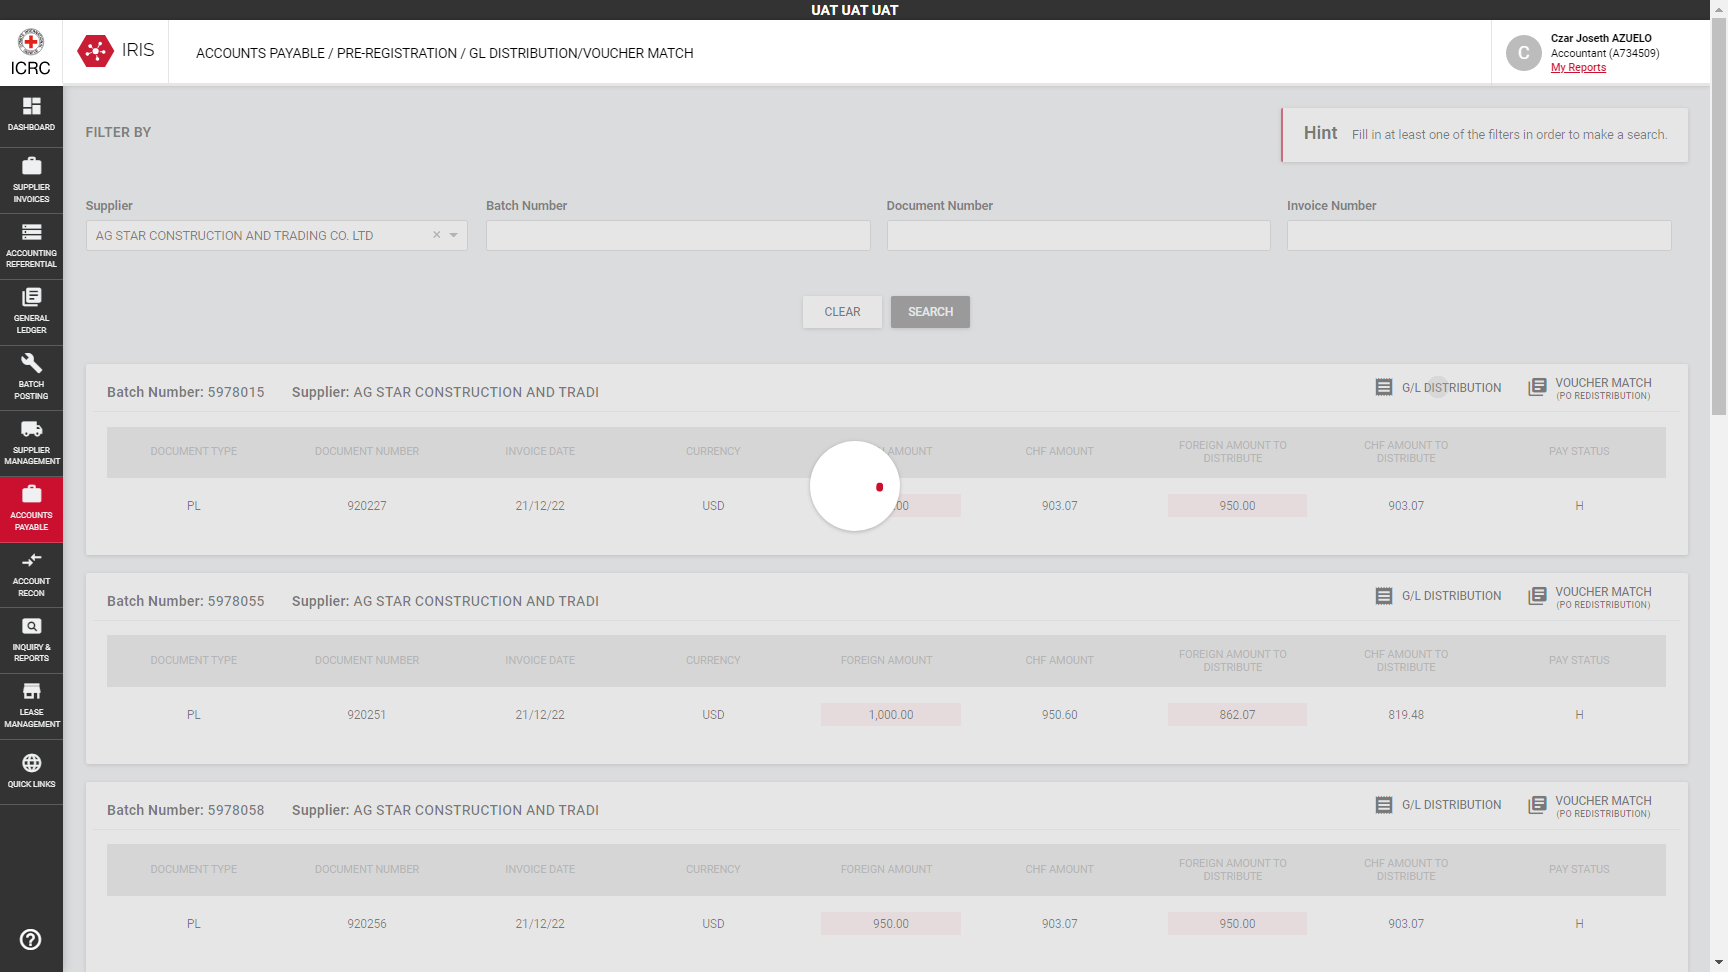 UAT UAT UAT
ICRC
IRIS
ACCOUNTS PAYABLE / PRE-REGISTRATION / GL DISTRIBUTION/VOUCHER MATCH
C
Czar Joseth AZUELO
Accountant (A734509)
My Reports
DASHBOARD
SUPPLIER
INVOICES
ACCOUNTING
REFERENTIAL
GENERAL
LEDGER
BATCH
POSTING
SUPPLIER
MANAGEMENT
ACCOUNTS
PAYABLE
ACCOUNT
RECON
INQUIRY &
REPORTS
LEASE
MANAGEMENT
QUICK LINKS
FILTER BY
Hint Fill in at least one of the filters in order to make a search.
Supplier Batch Number Document Number Invoice Number
AG STAR CONSTRUCTION AND TRADING CO. LTD ×
CLEAR SEARCH
Batch Number: 5978015 Supplier: AG STAR CONSTRUCTION AND TRADI G/L DISTRIBUTION VOUCHER MATCH
(PO REDISTRIBUTION)
DOCUMENT TYPE DOCUMENT NUMBER INVOICE DATE CURRENCY AMOUNT CHF AMOUNT FOREIGN AMOUNT TO DISTRIBUTE CHF AMOUNT TO DISTRIBUTE PAY STATUS
PL 920227 21/12/22 USD .00 903.07 950.00 903.07 H
Batch Number: 5978055 Supplier: AG STAR CONSTRUCTION AND TRADI G/L DISTRIBUTION VOUCHER MATCH
(PO REDISTRIBUTION)
DOCUMENT TYPE DOCUMENT NUMBER INVOICE DATE CURRENCY FOREIGN AMOUNT CHF AMOUNT FOREIGN AMOUNT TO DISTRIBUTE CHF AMOUNT TO DISTRIBUTE PAY STATUS
PL 920251 21/12/22 USD 1,000.00 950.60 862.07 819.48 H
Batch Number: 5978058 Supplier: AG STAR CONSTRUCTION AND TRADI G/L DISTRIBUTION VOUCHER MATCH
(PO REDISTRIBUTION)
DOCUMENT TYPE DOCUMENT NUMBER INVOICE DATE CURRENCY FOREIGN AMOUNT CHF AMOUNT FOREIGN AMOUNT TO DISTRIBUTE CHF AMOUNT TO DISTRIBUTE PAY STATUS
PL 920256 21/12/22 USD 950.00 903.07 950.00 903.07 H